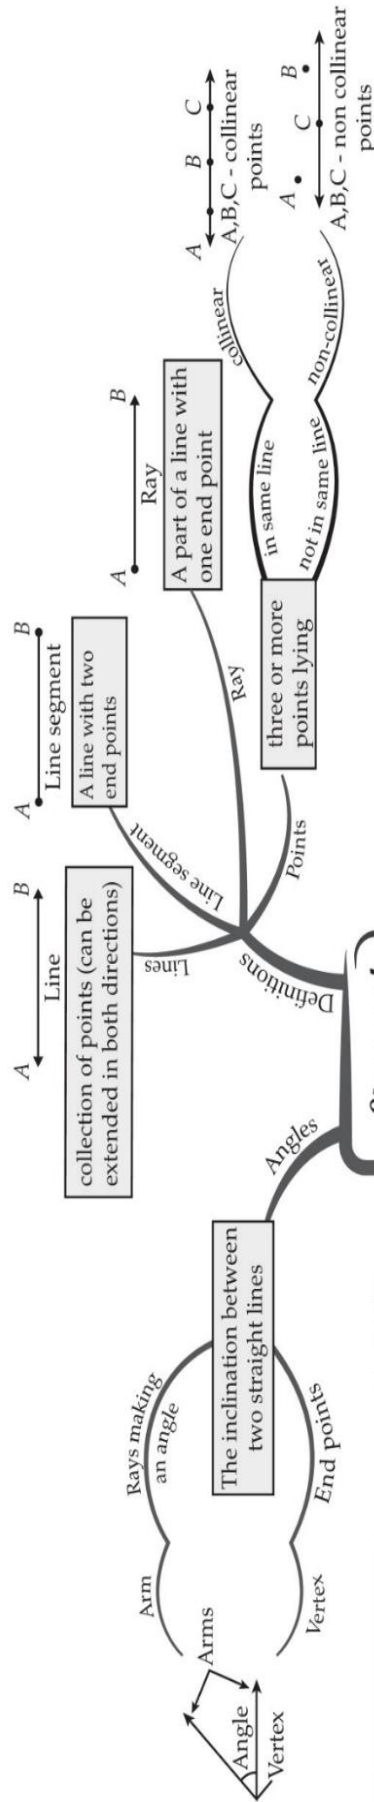 A B
Line
collection of points (can be
extended in both directions)
Lines
A B
Line segment
A line with two
end points
Line segment
A B
Ray
A part of a line with
one end point
Ray
three or more
points lying
Points
in same line
not in same line
collinear
non-collinear
A B C
A,B,C - collinear
points
A C B
A,B,C - non collinear
points
Definitions
Angles
The inclination between
two straight lines
Rays making
an angle
Arm
End points
Vertex
Arms
Angle
Vertex